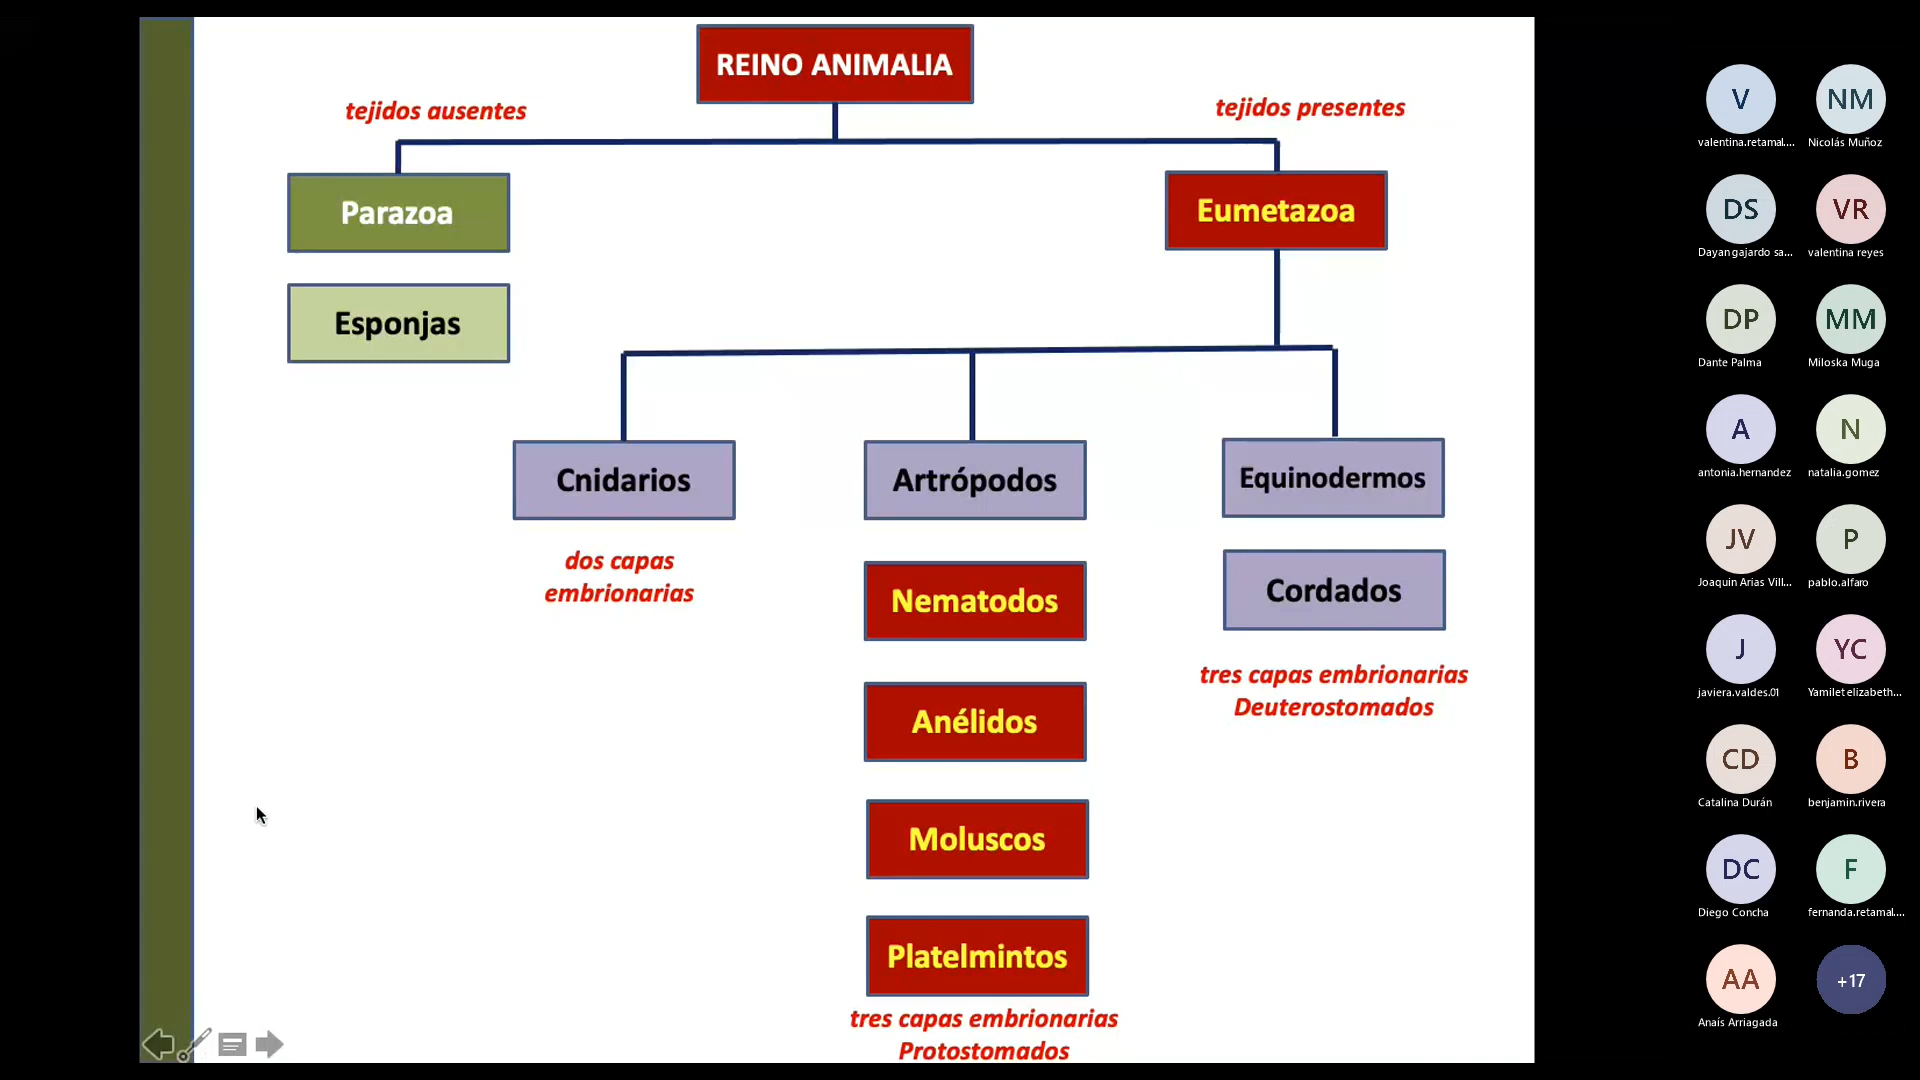 REINO ANIMALIA
tejidos ausentes
tejidos presentes
Parazoa
Eumetazoa
Esponjas
Cnidarios
Artrópodos
Equinodermos
dos capas
embrionarias
Nematodos
Cordados
tres capas embrionarias
Deuterostomados
Anélidos
Moluscos
Platelmintos
tres capas embrionarias
Protostomados
V
NM
valentina.retamal....
Nicolás Muñoz
DS
VR
Dayan gajardo sa...
valentina reyes
DP
MM
Dante Palma
Miloska Muga
A
N
antonia.hernandez
natalia.gomez
JV
P
Joaquin Arias Vill...
pablo.alfaro
J
YC
javiera.valdes.01
Yamilet elizabeth...
CD
B
Catalina Durán
benjamin.rivera
DC
F
Diego Concha
fernanda.retamal....
AA
+17
Anaís Arriagada